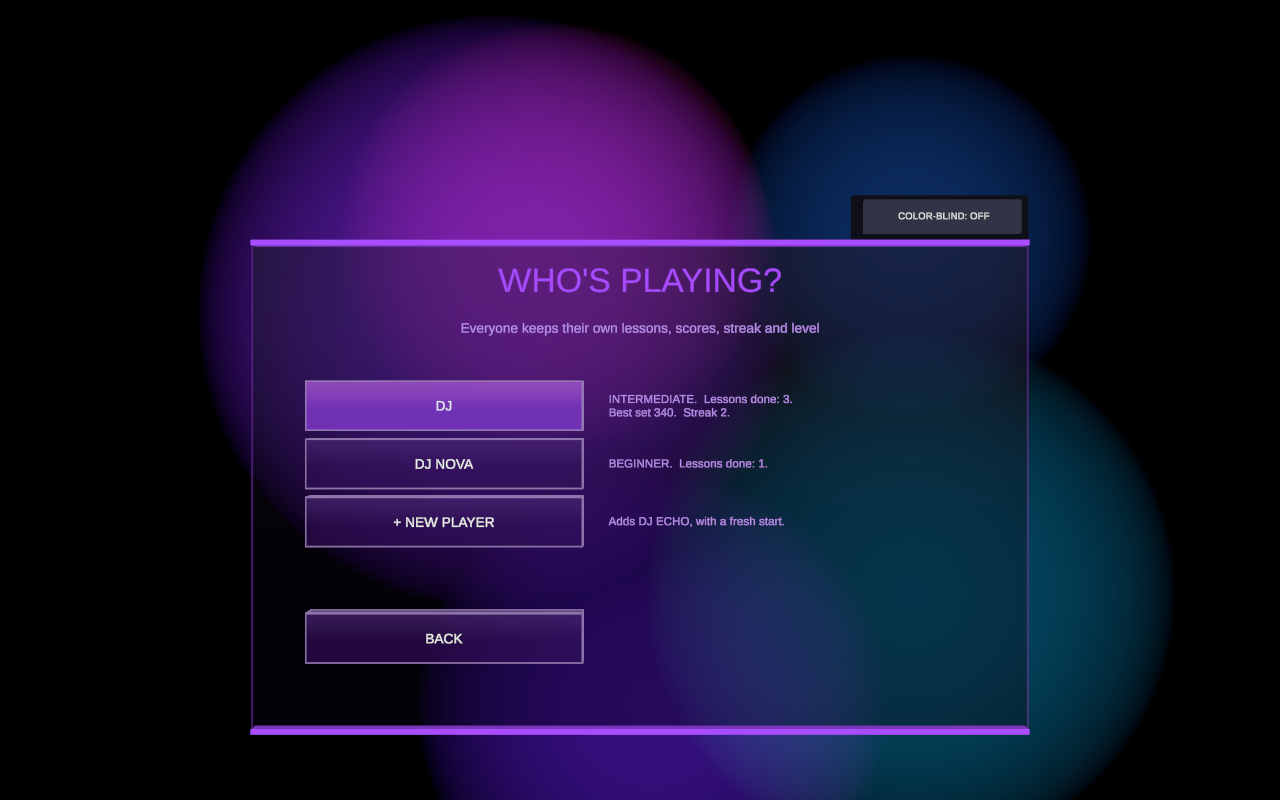 COLOR-BLIND: OFF
WHO'S PLAYING?
Everyone keeps their own lessons, scores, streak and level
DJ
INTERMEDIATE.  Lessons done: 3.
Best set 340.  Streak 2.
DJ NOVA
BEGINNER.  Lessons done: 1.
+ NEW PLAYER
Adds DJ ECHO, with a fresh start.
BACK